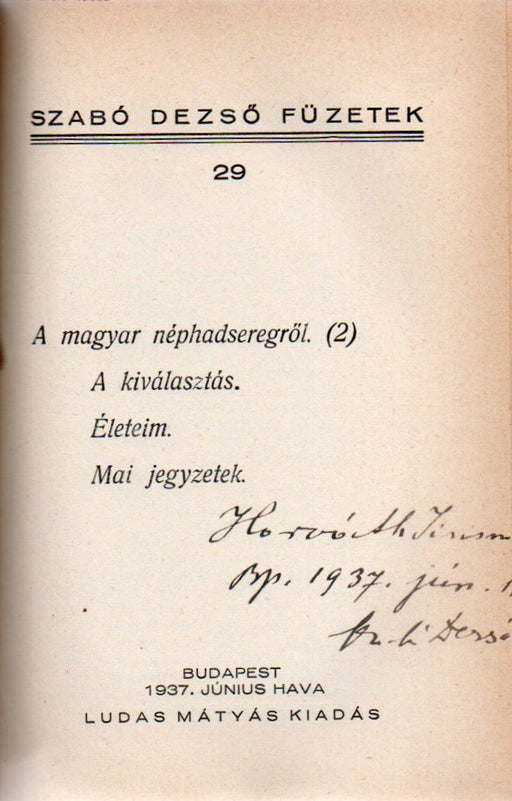 SZABÓ DEZSŐ FÜZETEK
29
A magyar néphadseregről. (2)
A kiválasztás.
Életeim.
Mai jegyzetek.
Horváth
Bp. 1937. jún.
BUDAPEST
1937. JÚNIUS HAVA
LUDAS MÁTYÁS KIADÁS